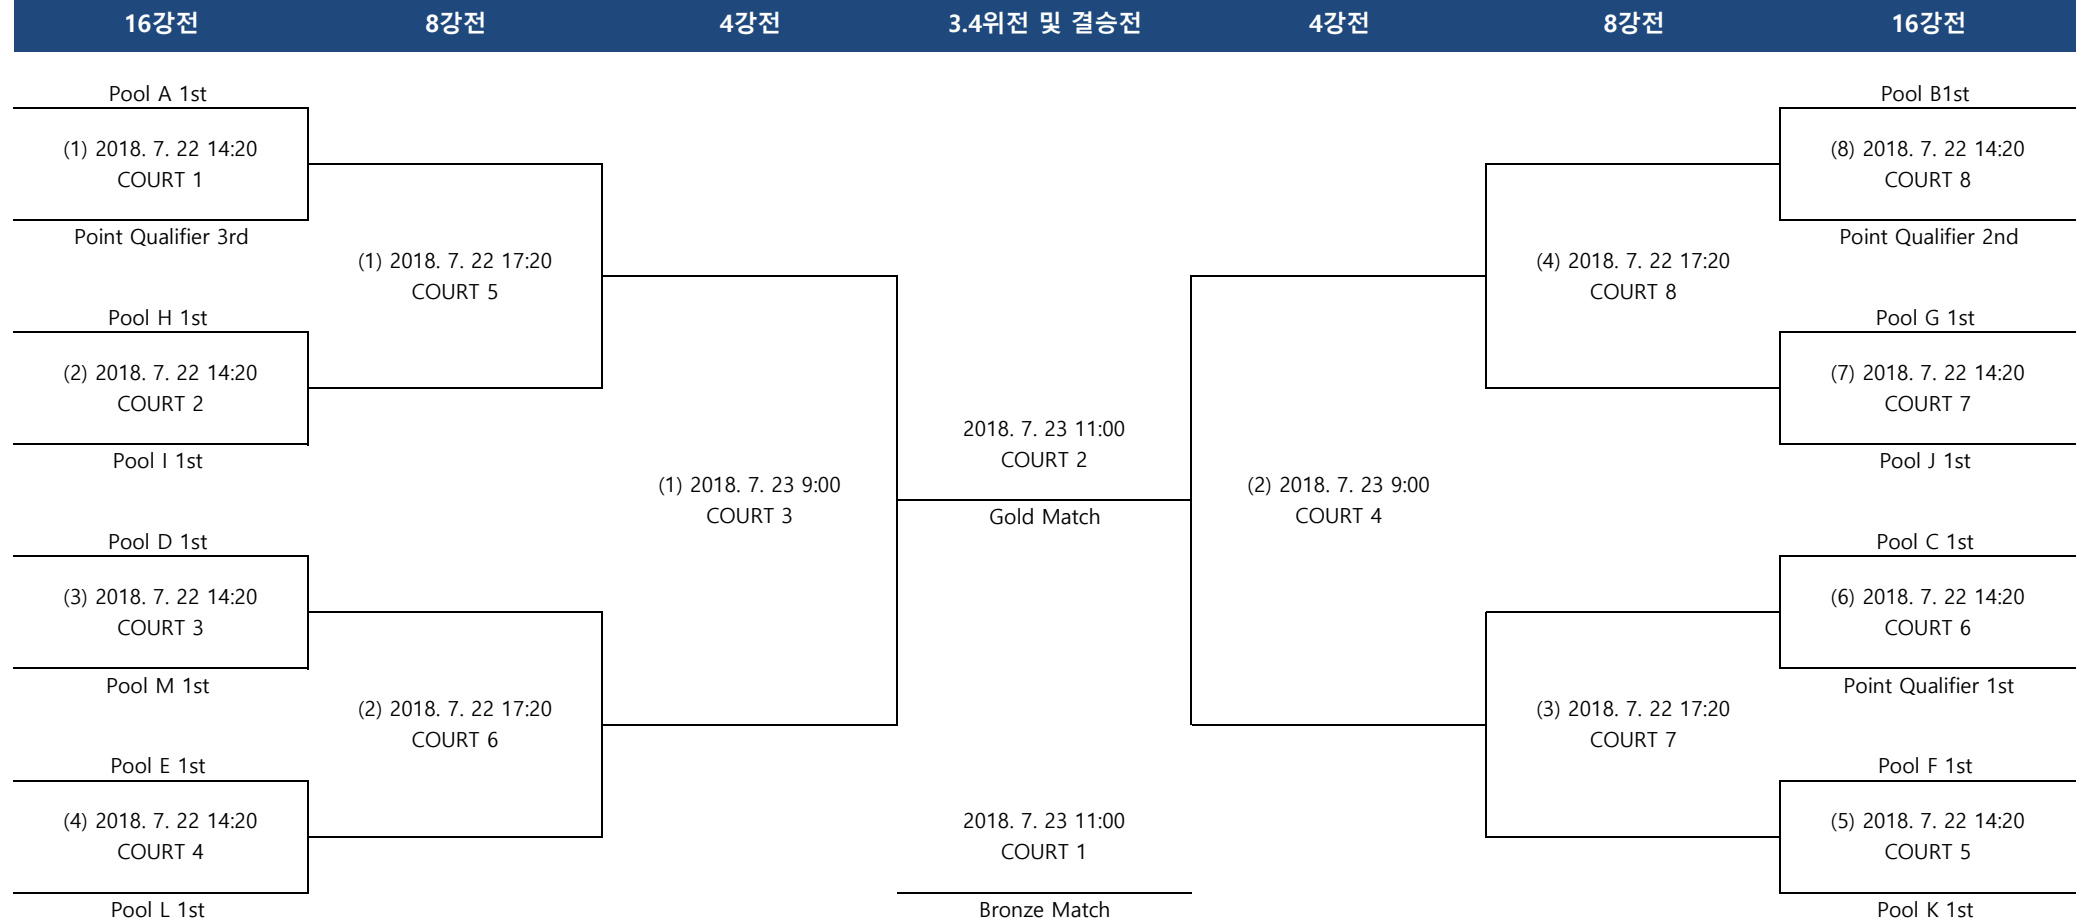 16강전 8강전 4강전 3.4위전 및 결승전 4강전 8강전 16강전
Pool A 1st
(1) 2018. 7. 22 14:20
COURT 1
Point Qualifier 3rd
Pool H 1st
(2) 2018. 7. 22 14:20
COURT 2
Pool I 1st
Pool D 1st
(3) 2018. 7. 22 14:20
COURT 3
Pool M 1st
Pool E 1st
(4) 2018. 7. 22 14:20
COURT 4
Pool L 1st
(1) 2018. 7. 22 17:20
COURT 5
(2) 2018. 7. 22 17:20
COURT 6
(1) 2018. 7. 23 9:00
COURT 3
2018. 7. 23 11:00
COURT 2
Gold Match
2018. 7. 23 11:00
COURT 1
Bronze Match
(2) 2018. 7. 23 9:00
COURT 4
(4) 2018. 7. 22 17:20
COURT 8
(3) 2018. 7. 22 17:20
COURT 7
Pool B1st
(8) 2018. 7. 22 14:20
COURT 8
Point Qualifier 2nd
Pool G 1st
(7) 2018. 7. 22 14:20
COURT 7
Pool J 1st
Pool C 1st
(6) 2018. 7. 22 14:20
COURT 6
Point Qualifier 1st
Pool F 1st
(5) 2018. 7. 22 14:20
COURT 5
Pool K 1st